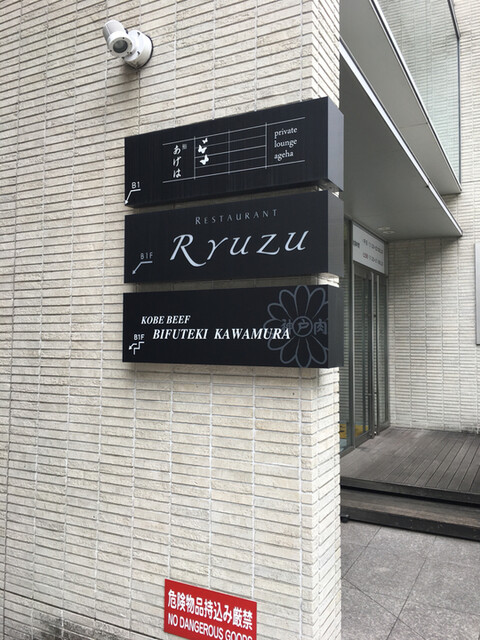 鮨
あげは
private
lounge
ageha
B1
RESTAURANT
RYUZU
B1F
KOBE BEEF
BIFUTEKI KAWAMURA
B1F
神戸肉
危険物品持込み厳禁
NO DANGEROUS GOODS